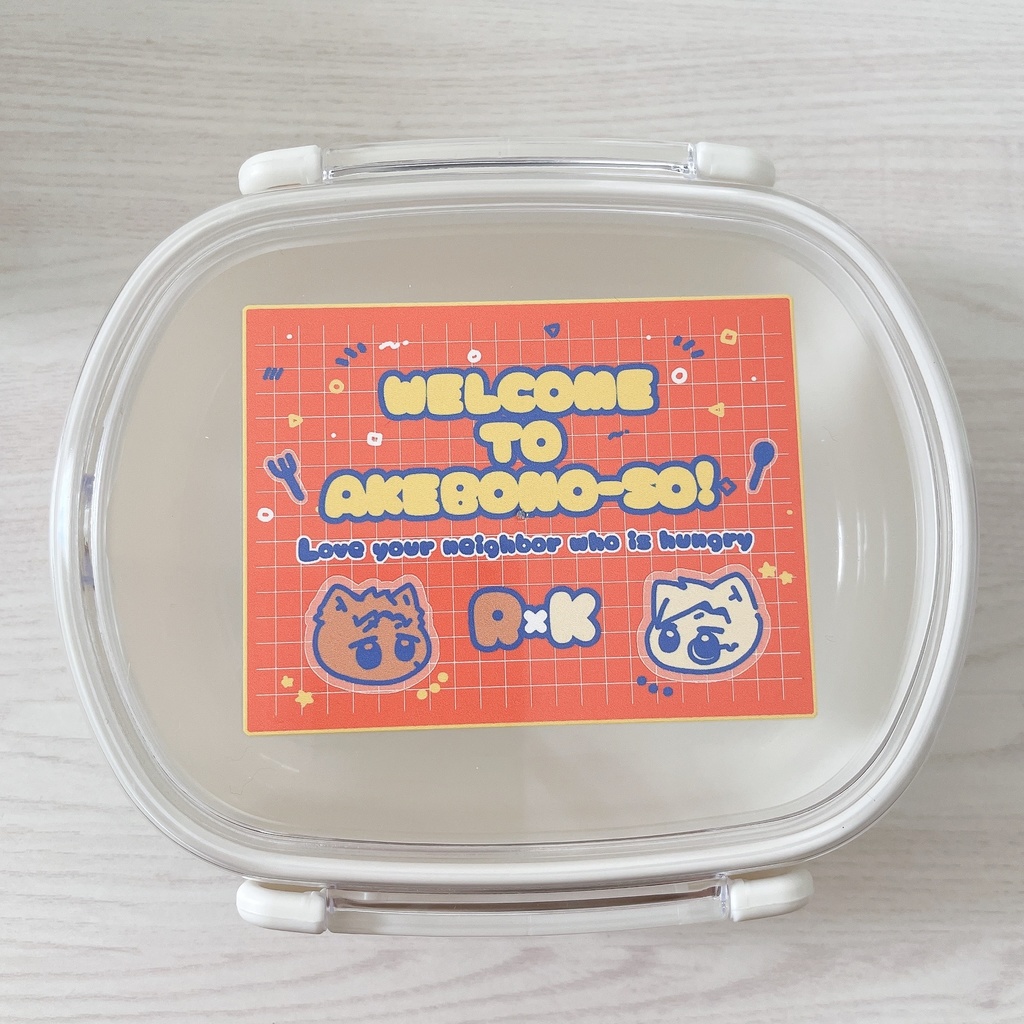 WELCOME
TO
AKEBONO-SO!
Love your neighbor who is hungry
R×K